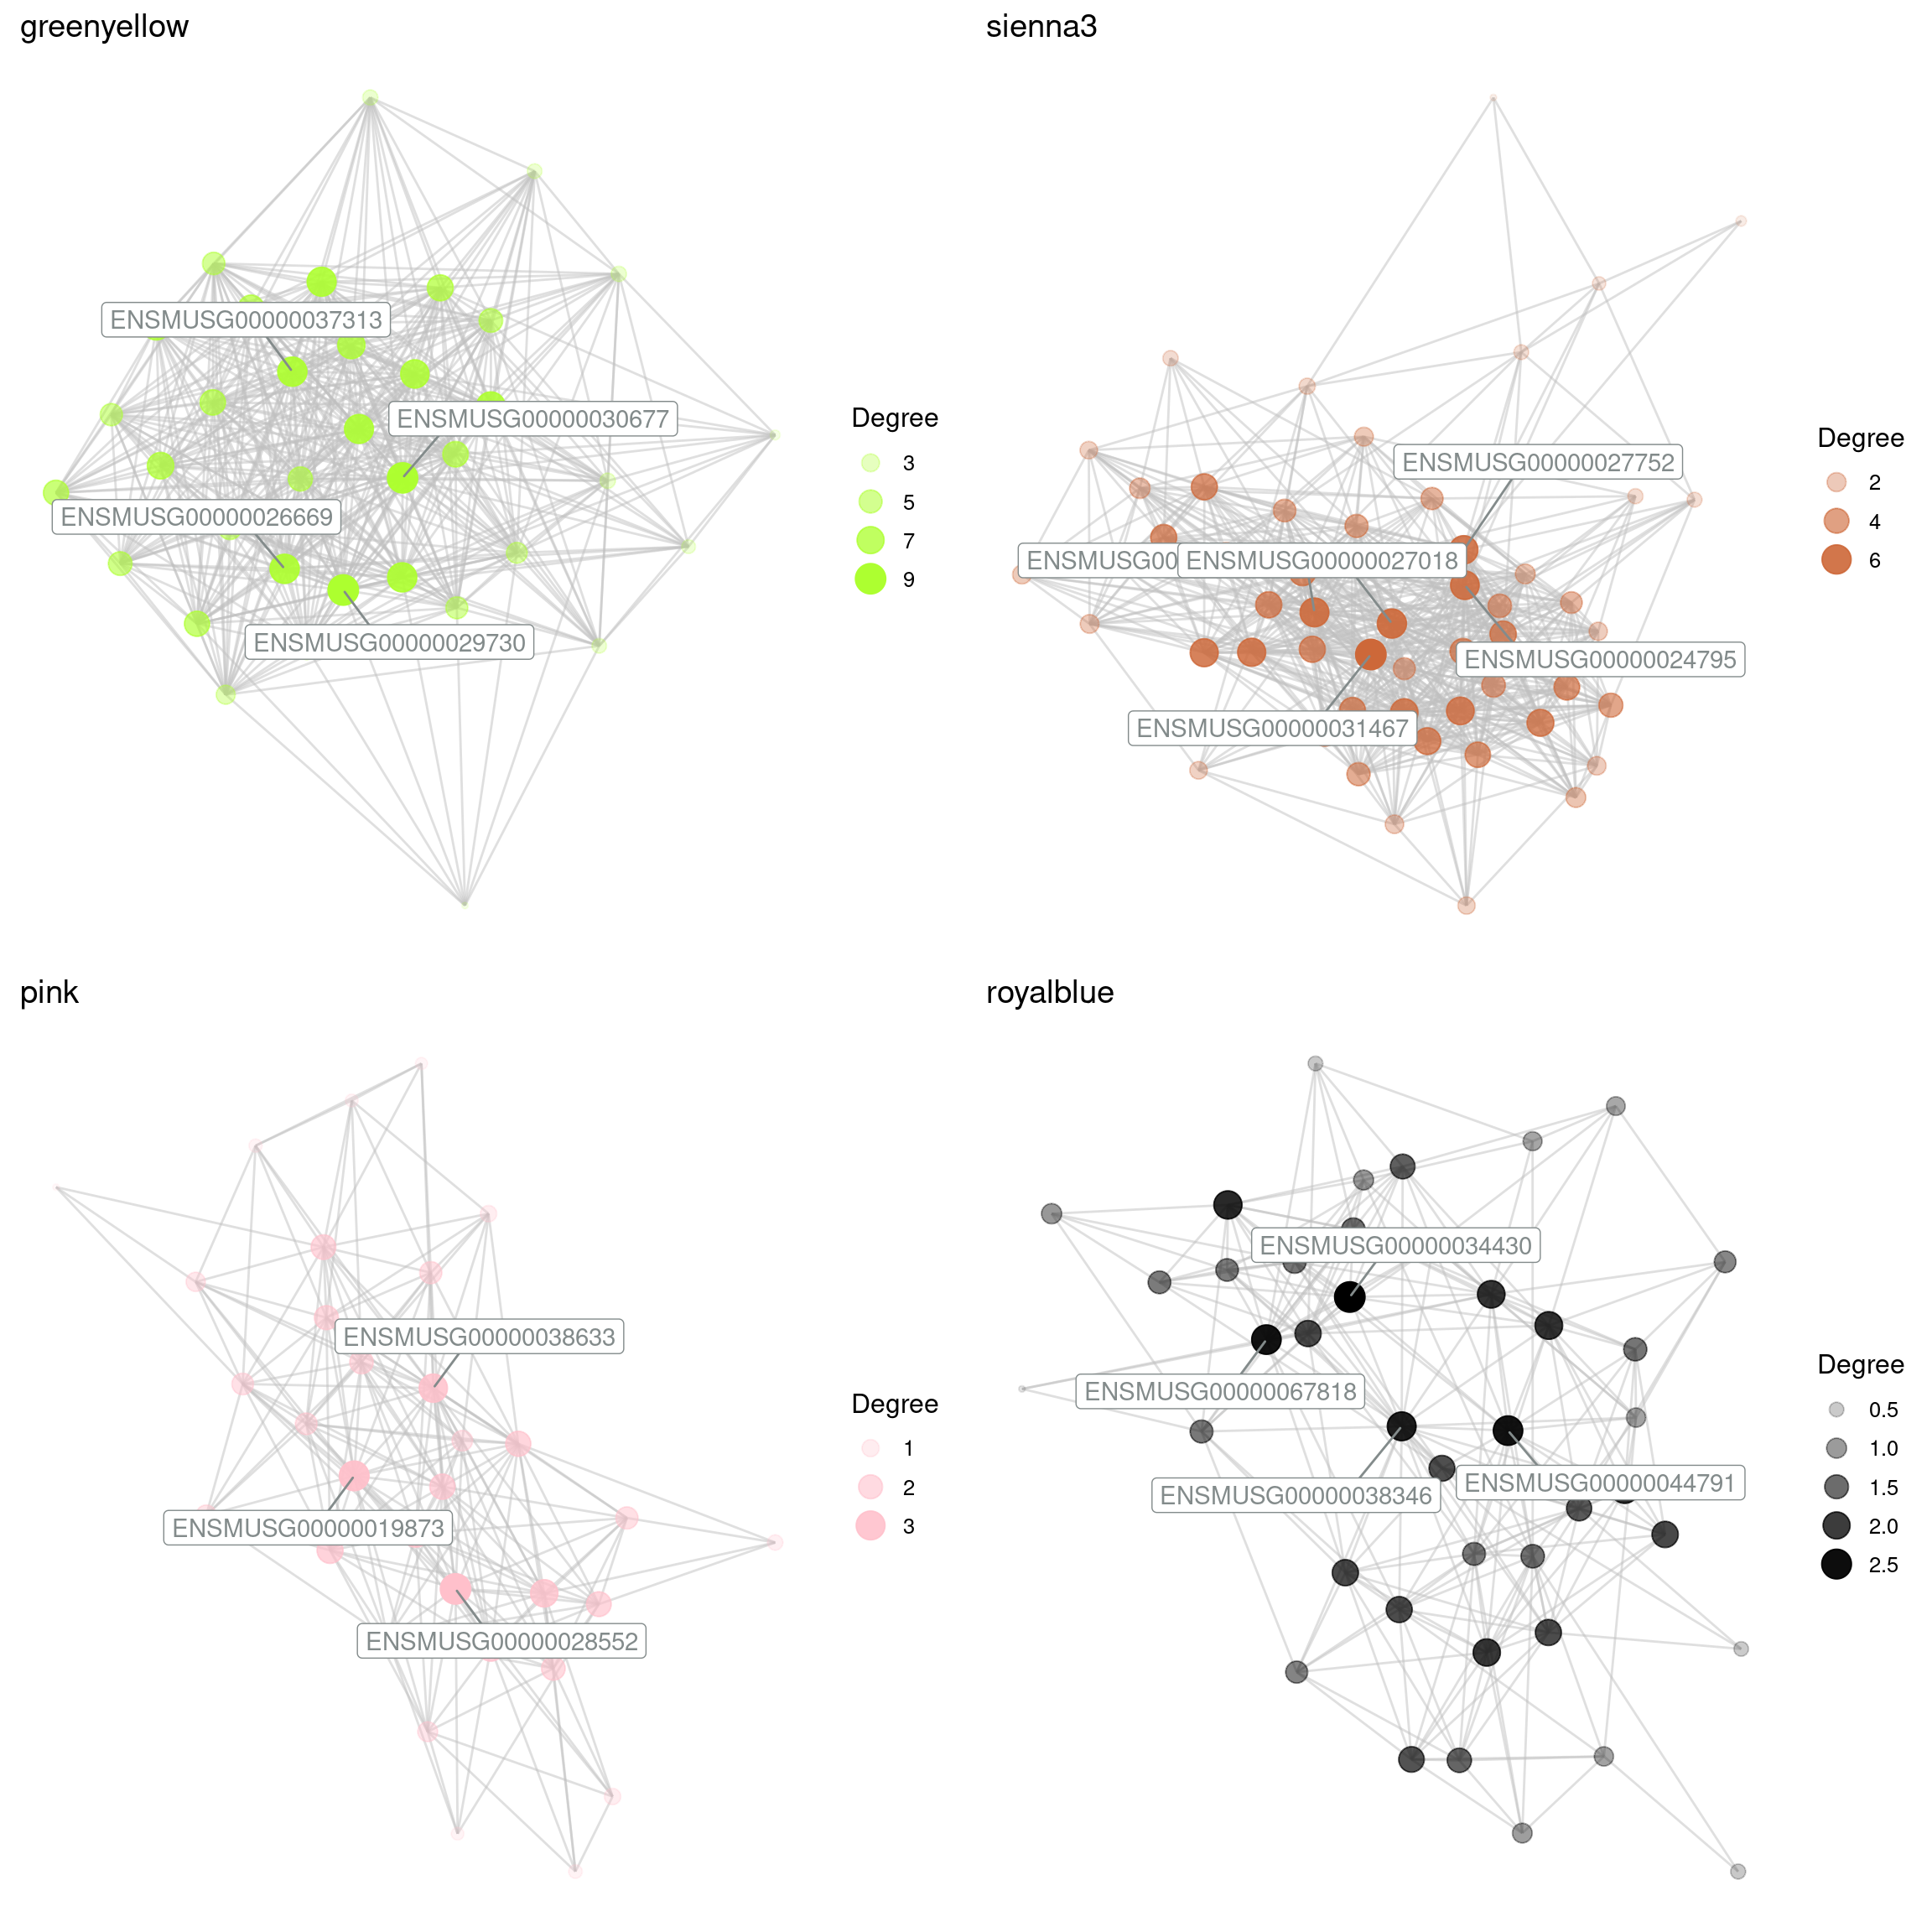 greenyellow
ENSMUSG00000037313
ENSMUSG00000030677
ENSMUSG00000026669
ENSMUSG00000029730
Degree
3
5
7
9
sienna3
ENSMUSG00000027752
ENSMUSG00
ENSMUSG00000027018
ENSMUSG00000024795
ENSMUSG00000031467
Degree
2
4
6
pink
ENSMUSG00000038633
ENSMUSG00000019873
ENSMUSG00000028552
Degree
1
2
3
royalblue
ENSMUSG00000034430
ENSMUSG00000067818
ENSMUSG00000038346
ENSMUSG00000044791
Degree
0.5
1.0
1.5
2.0
2.5